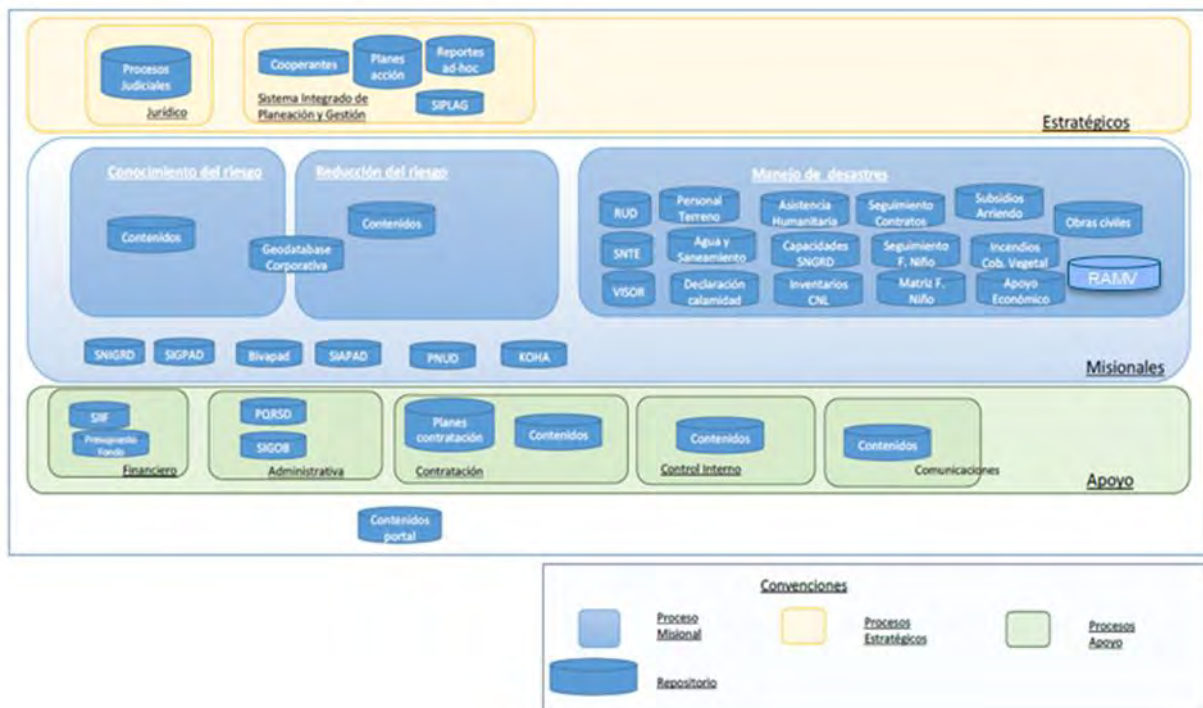 Procesos
Judiciales
Jurídico
Cooperantes
Planes
acción
Reportes
ad-hoc
SIPLAG
Sistema Integrado de
Planeación y Gestión
Estratégicos
Conocimiento del riesgo
Contenidos
Geodatabase
Corporativa
Reducción del riesgo
Contenidos
Manejo de desastres
RUD
Personal
Terreno
Asistencia
Humanitaria
Seguimiento
Contratos
Subsidios
Arriendo
Obras civiles
SNTE
Agua y
Saneamiento
Capacidades
SNGRD
Seguimiento
F. Niño
Incendios
Cob. Vegetal
RAMV
VISOR
Declaración
calamidad
Inventarios
CNL
Matriz F.
Niño
Apoyo
Económico
SNIGRD
SIGPAD
Bivapad
SIAPAD
PNUD
KOHA
Misionales
SIIF
Presupuesto
Fondo
Financiero
PQRSD
SIGOB
Administrativa
Planes
contratación
Contenidos
Contratación
Contenidos
Control Interno
Contenidos
Comunicaciones
Apoyo
Contenidos
portal
Convenciones
Proceso
Misional
Procesos
Estratégicos
Procesos
Apoyo
Repositorio